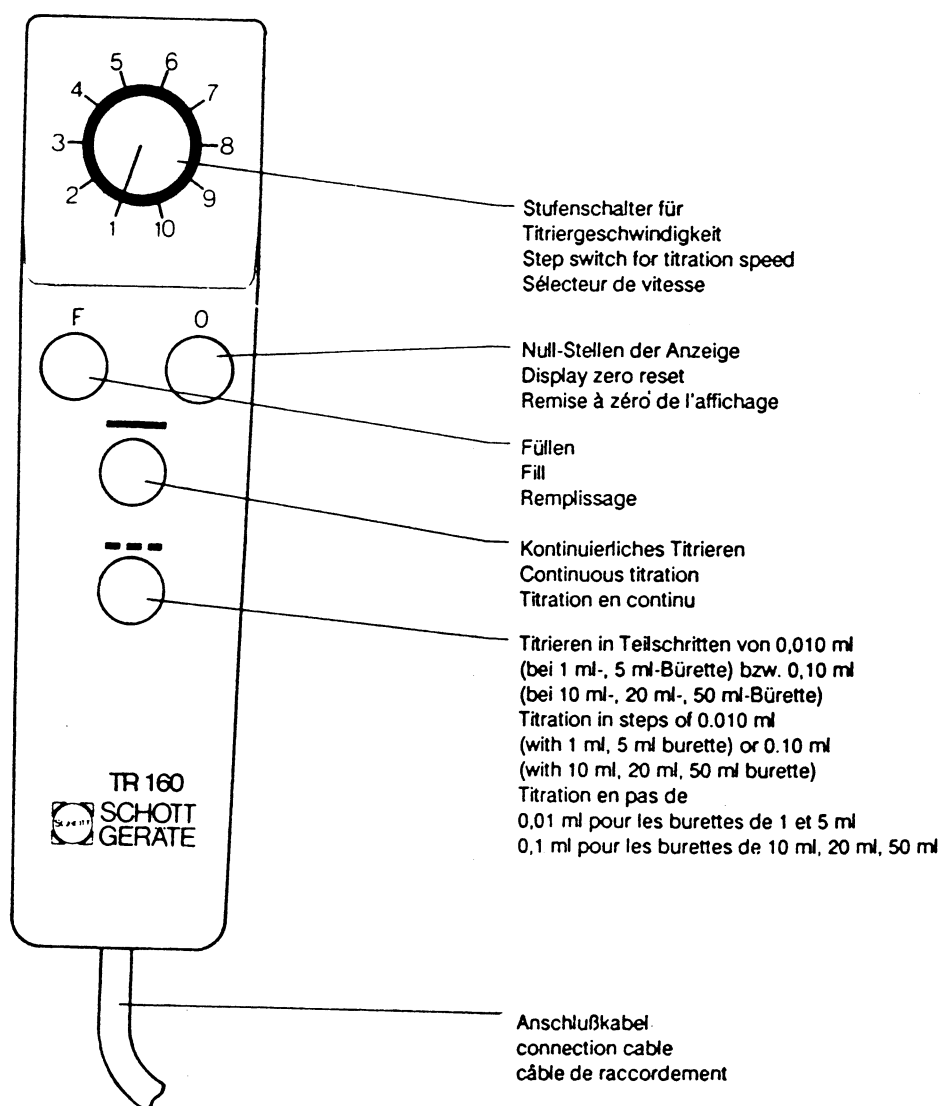 5
6
4
7
3
8
2
9
1
10
Stufenschalter für
Titriergeschwindigkeit
Step switch for titration speed
Sélecteur de vitesse
F
O
Null-Stellen der Anzeige
Display zero reset
Remise à zéro de l'affichage
Füllen
Fill
Remplissage
Kontinuierliches Titrieren
Continuous titration
Titration en continu
Titrieren in Teilschritten von 0,010 ml
(bei 1 ml-, 5 ml-Bürette) bzw. 0,10 ml
(bei 10 ml-, 20 ml-, 50 ml-Bürette)
Titration in steps of 0.010 ml
(with 1 ml, 5 ml burette) or 0.10 ml
(with 10 ml, 20 ml, 50 ml burette)
Titration en pas de
0,01 ml pour les burettes de 1 et 5 ml
0,1 ml pour les burettes de 10 ml, 20 ml, 50 ml
TR 160
SCHOTT
SCHOTT
GERÄTE
Anschlußkabel
connection cable
câble de raccordement